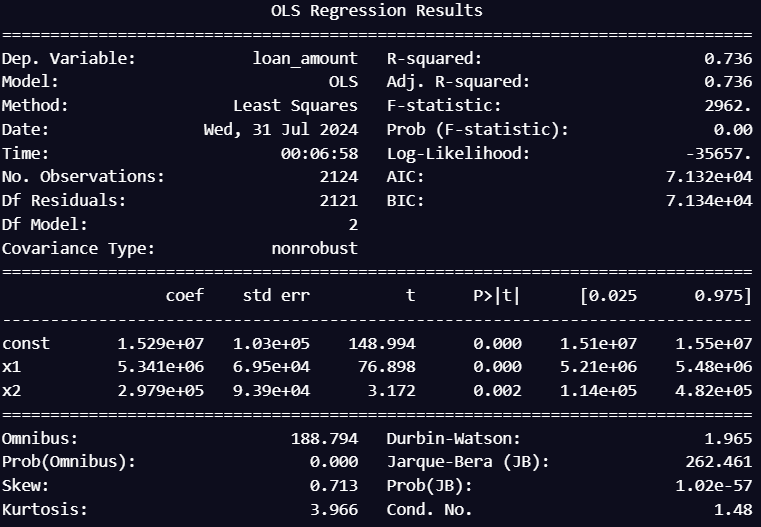 OLS Regression Results
==============================================================================
Dep. Variable:            loan_amount   R-squared:                       0.736
Model:                            OLS   Adj. R-squared:                  0.736
Method:                 Least Squares   F-statistic:                     2962.
Date:                Wed, 31 Jul 2024   Prob (F-statistic):               0.00
Time:                        00:06:58   Log-Likelihood:                -35657.
No. Observations:                2124   AIC:                         7.132e+04
Df Residuals:                    2121   BIC:                         7.134e+04
Df Model:                           2
Covariance Type:            nonrobust
==============================================================================
                 coef    std err          t      P>|t|      [0.025      0.975]
------------------------------------------------------------------------------
const       1.529e+07   1.03e+05    148.994      0.000    1.51e+07    1.55e+07
x1          5.341e+06   6.95e+04     76.898      0.000    5.21e+06    5.48e+06
x2          2.979e+05   9.39e+04      3.172      0.002    1.14e+05    4.82e+05
==============================================================================
Omnibus:                      188.794   Durbin-Watson:                   1.965
Prob(Omnibus):                  0.000   Jarque-Bera (JB):              262.461
Skew:                           0.713   Prob(JB):                     1.02e-57
Kurtosis:                       3.966   Cond. No.                         1.48
==============================================================================